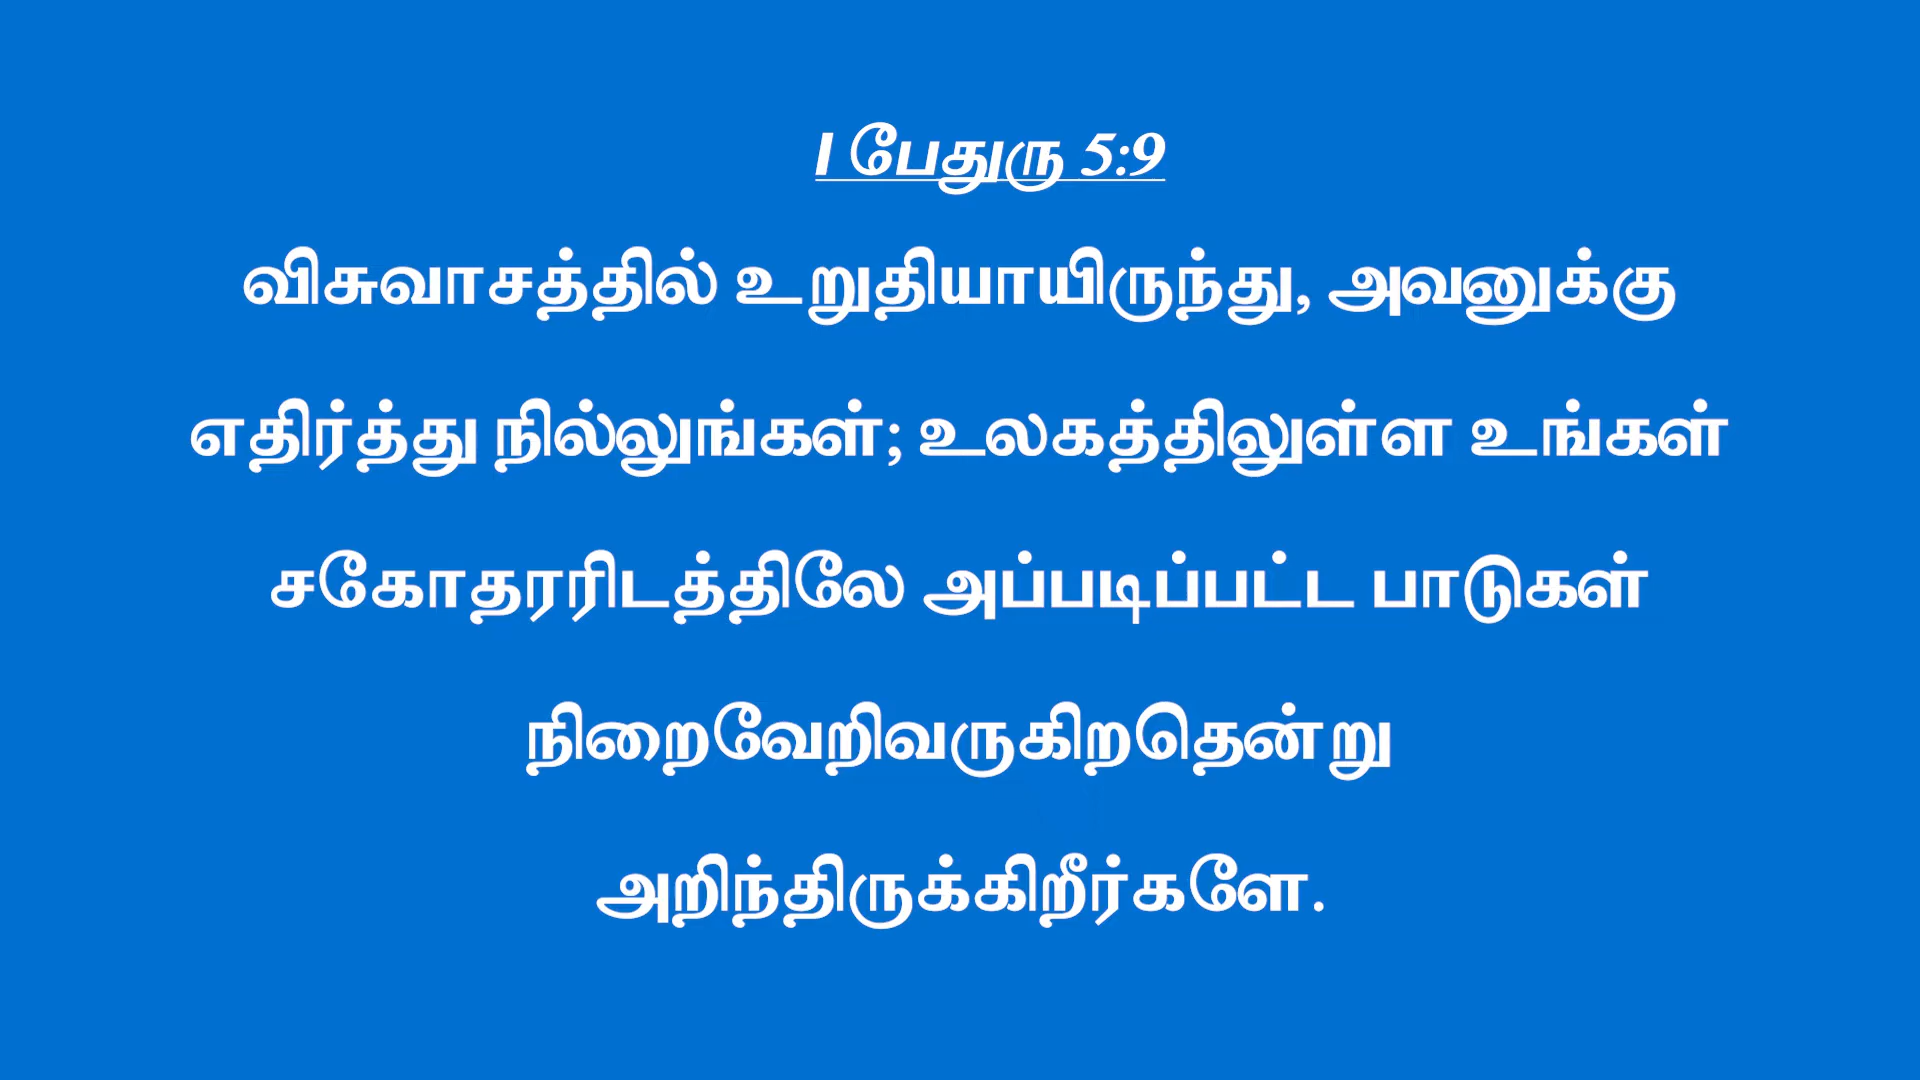 I பேதுரு 5:9
விசுவாசத்தில் உறுதியாயிருந்து, அவனுக்கு
எதிர்த்து நில்லுங்கள்; உலகத்திலுள்ள உங்கள்
சகோதரரிடத்திலே அப்படிப்பட்ட பாடுகள்
நிறைவேறிவருகிறதென்று
அறிந்திருக்கிறீர்களே.